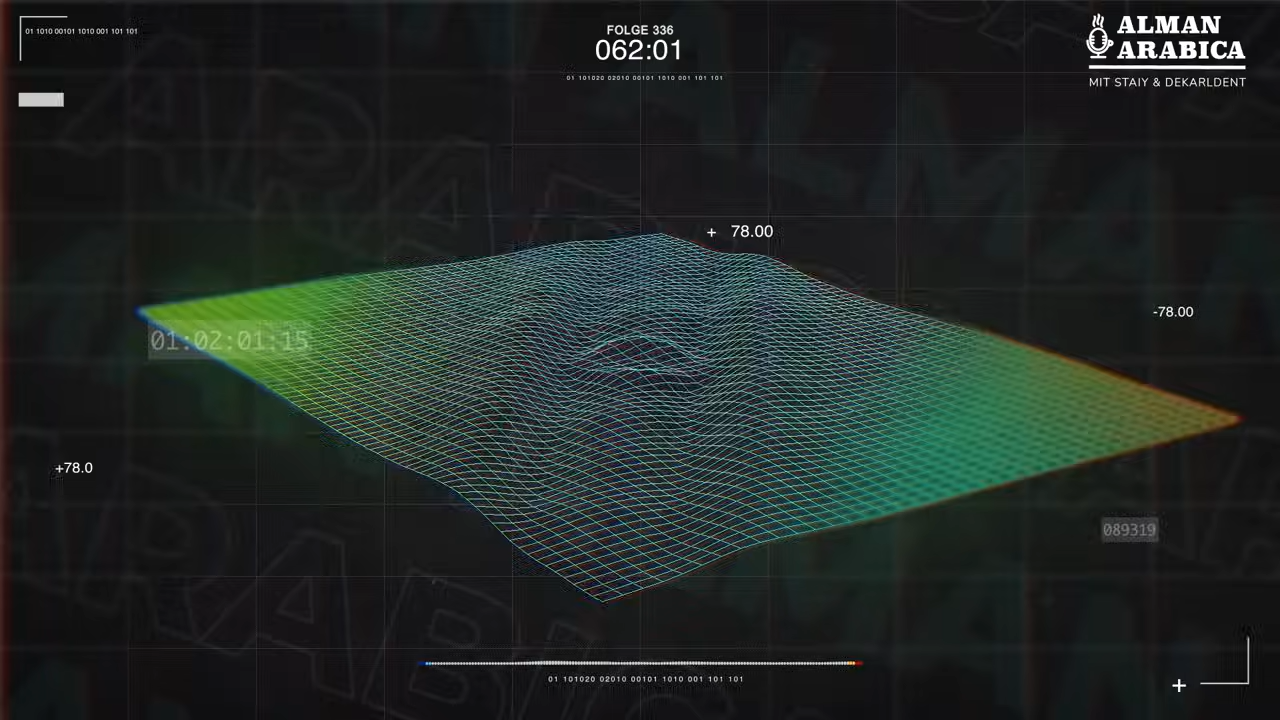 01 1010 00101 1010 001 101 101
FOLGE 336
062:01
01 101020 02010 00101 1010 001 101 101
ALMAN
ARABICA
MIT STAIY & DEKARLDENT
+ 78.00
-78.00
01:02:01:15
+78.0
089319
01 101020 02010 00101 1010 001 101 101
+